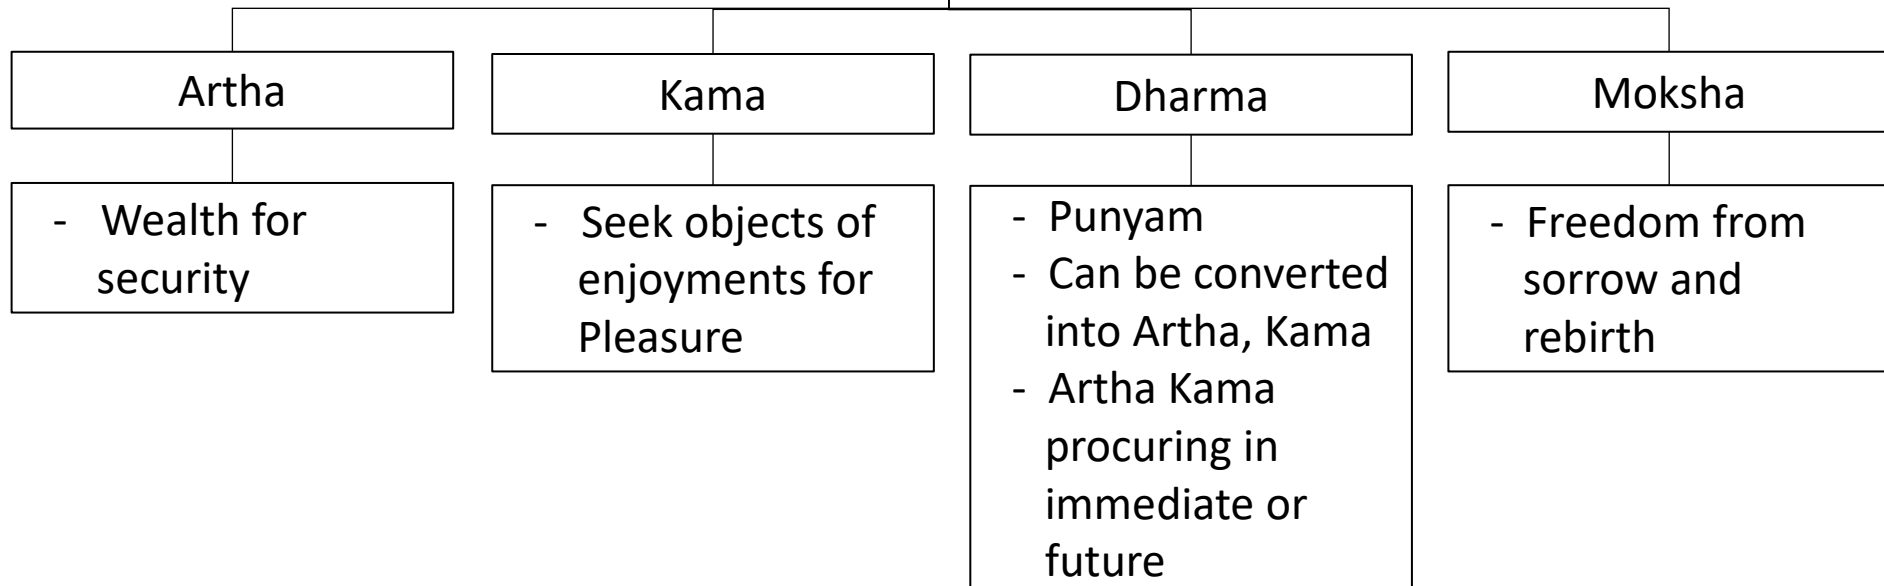 Artha
Kama
Dharma
Moksha
- Wealth for
security
- Seek objects of
enjoyments for
Pleasure
- Punyam
- Can be converted
into Artha, Kama
- Artha Kama
procuring in
immediate or
future
- Freedom from
sorrow and
rebirth